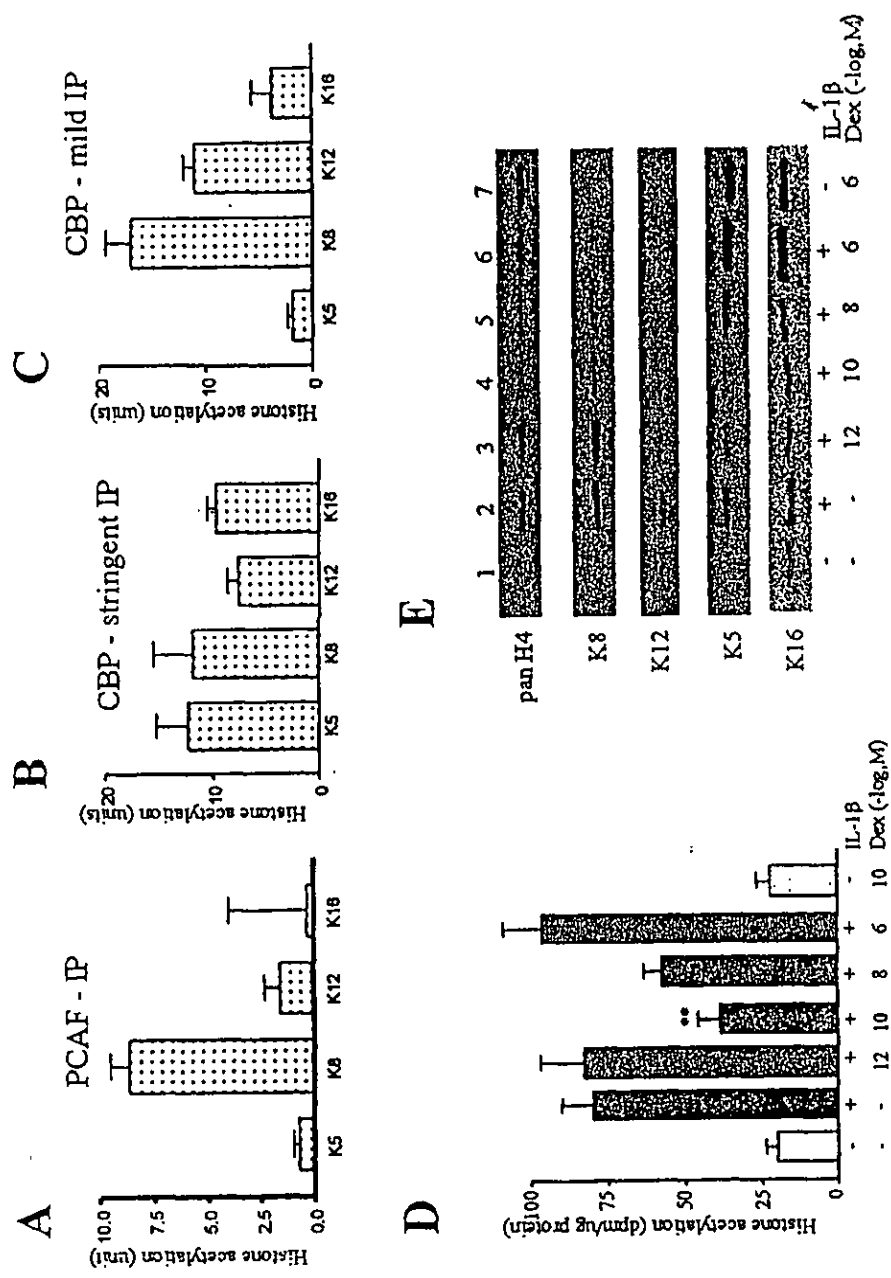 A
PCAF - IP
Histone acetylation (unit)
10.0
7.5
5.0
2.5
0.0
K5
K8
K12
K16
B
CBP - stringent IP
Histone acetylation (units)
20
10
0
K5
K8
K12
K16
C
CBP - mild IP
Histone acetylation (units)
20
10
0
K5
K8
K12
K16
D
Histone acetylation (dpm/ug protein)
100
75
50
25
0
**
- + + + + + - IL-1β
- - 12 10 8 6 10 Dex (-log,M)
E
1 2 3 4 5 6 7
pan H4
K8
K12
K5
K16
- + + + + + - IL-1β
- - 12 10 8 6 6 Dex (-log,M)